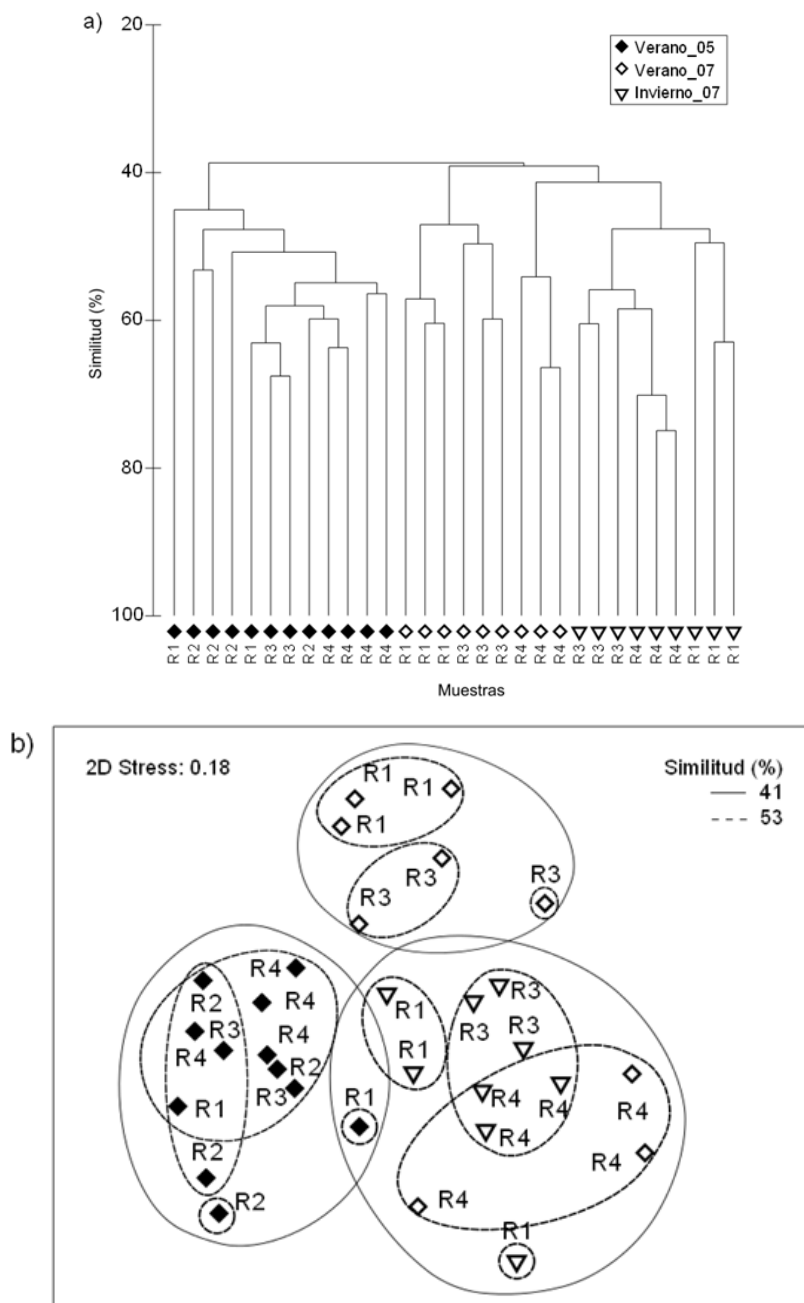 a)
20
40
60
80
100
Similitud (%)
Verano_05
Verano_07
Invierno_07
R1 R2 R2 R2 R1 R3 R3 R2 R4 R4 R4 R4 R1 R1 R1 R3 R3 R3 R4 R4 R4 R3 R3 R3 R4 R4 R4 R1 R1 R1
Muestras
b)
2D Stress: 0.18
Similitud (%)
41
53
R1
R1
R1
R3
R3
R3
R4
R2
R4
R3
R4
R4
R2
R3
R1
R2
R2
R1
R1
R1
R3
R3
R3
R4
R4
R4
R4
R4
R4
R1